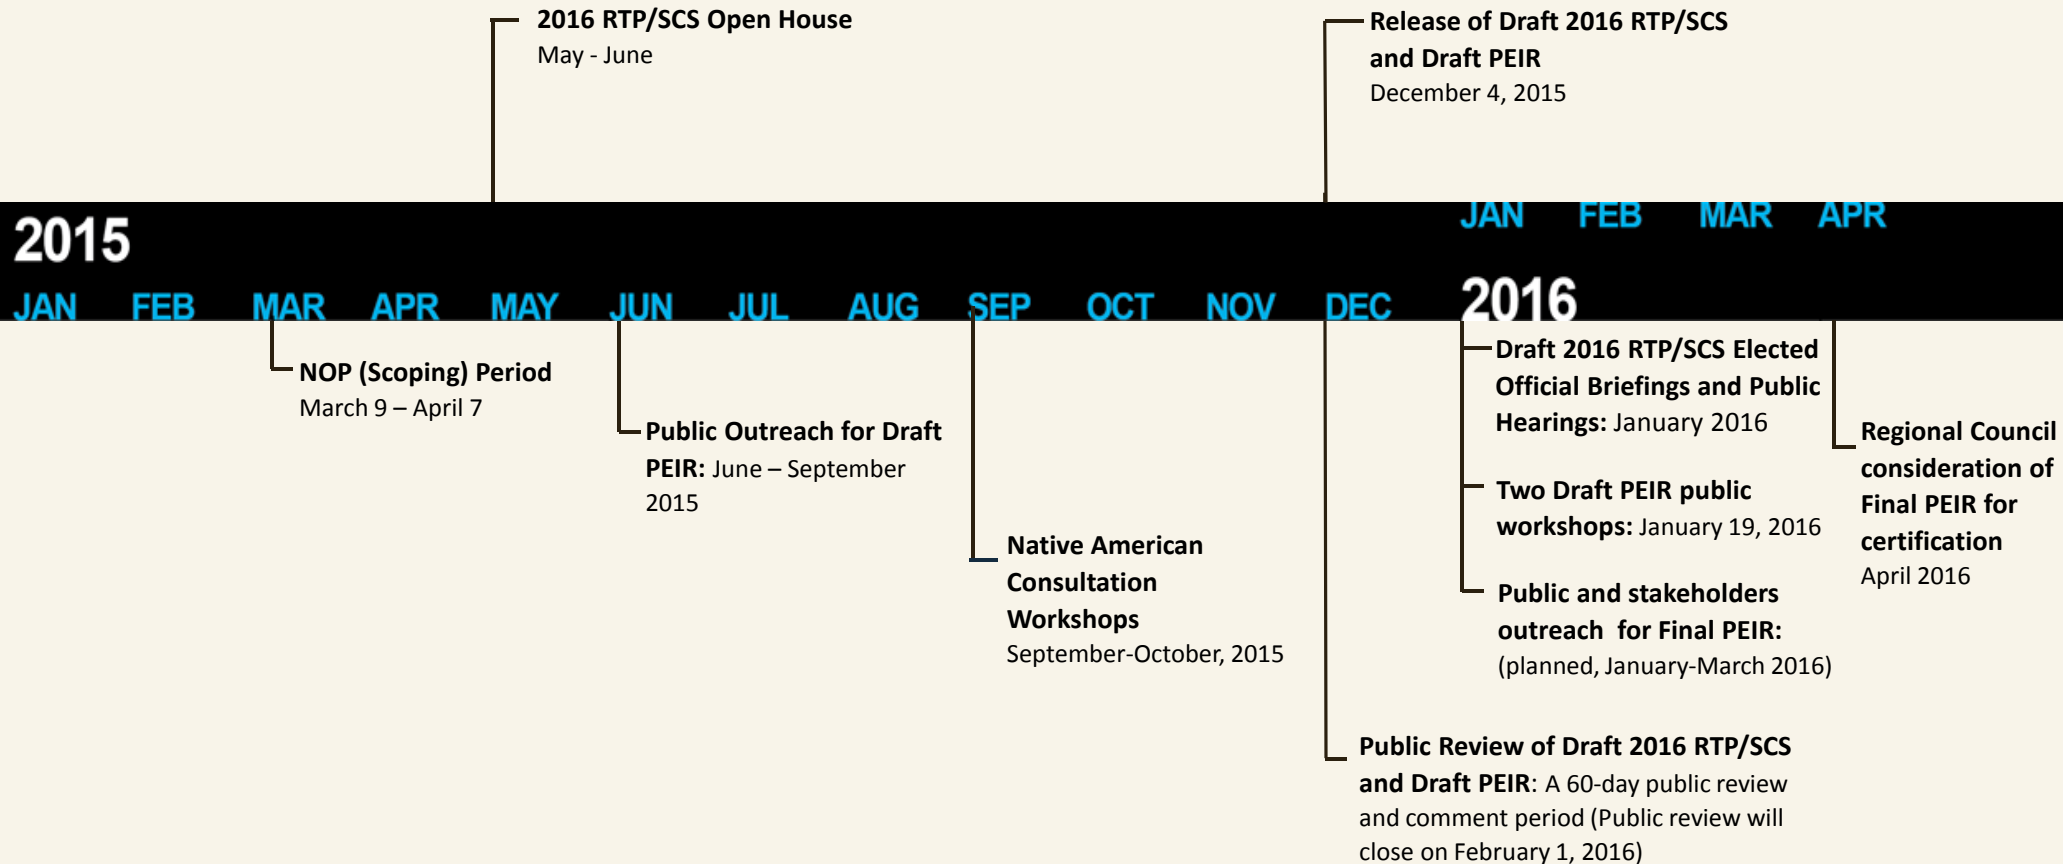 2016 RTP/SCS Open House
May - June
Release of Draft 2016 RTP/SCS
and Draft PEIR
December 4, 2015
2015
JAN FEB MAR APR MAY JUN JUL AUG SEP OCT NOV DEC
JAN FEB MAR APR
2016
NOP (Scoping) Period
March 9 – April 7
Public Outreach for Draft
PEIR: June – September
2015
Native American
Consultation
Workshops
September-October, 2015
Draft 2016 RTP/SCS Elected
Official Briefings and Public
Hearings: January 2016
Two Draft PEIR public
workshops: January 19, 2016
Public and stakeholders
outreach for Final PEIR:
(planned, January-March 2016)
Regional Council
consideration of
Final PEIR for
certification
April 2016
Public Review of Draft 2016 RTP/SCS
and Draft PEIR: A 60-day public review
and comment period (Public review will
close on February 1, 2016)